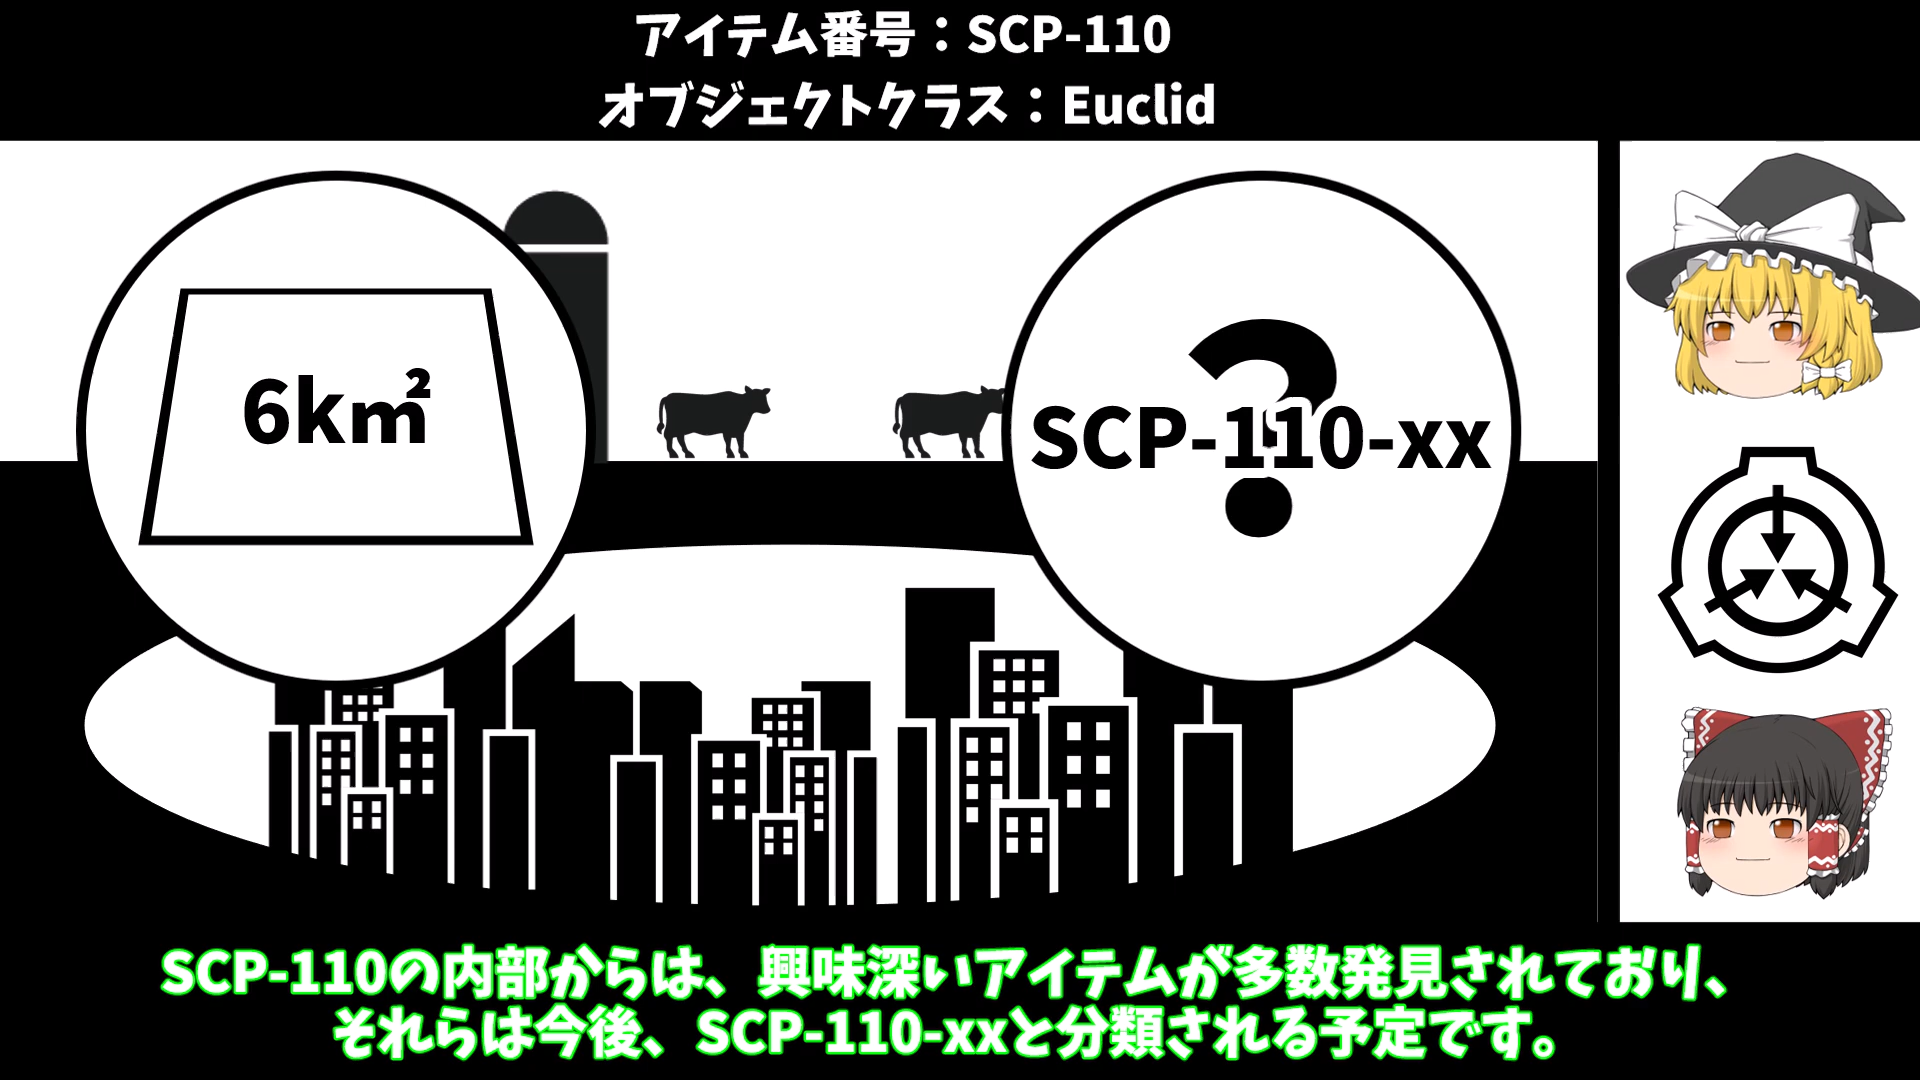 アイテム番号：SCP-110
オブジェクトクラス：Euclid
6k㎡
?
SCP-110-xx
SCP-110の内部からは、興味深いアイテムが多数発見されており、
それらは今後、SCP-110-xxと分類される予定です。